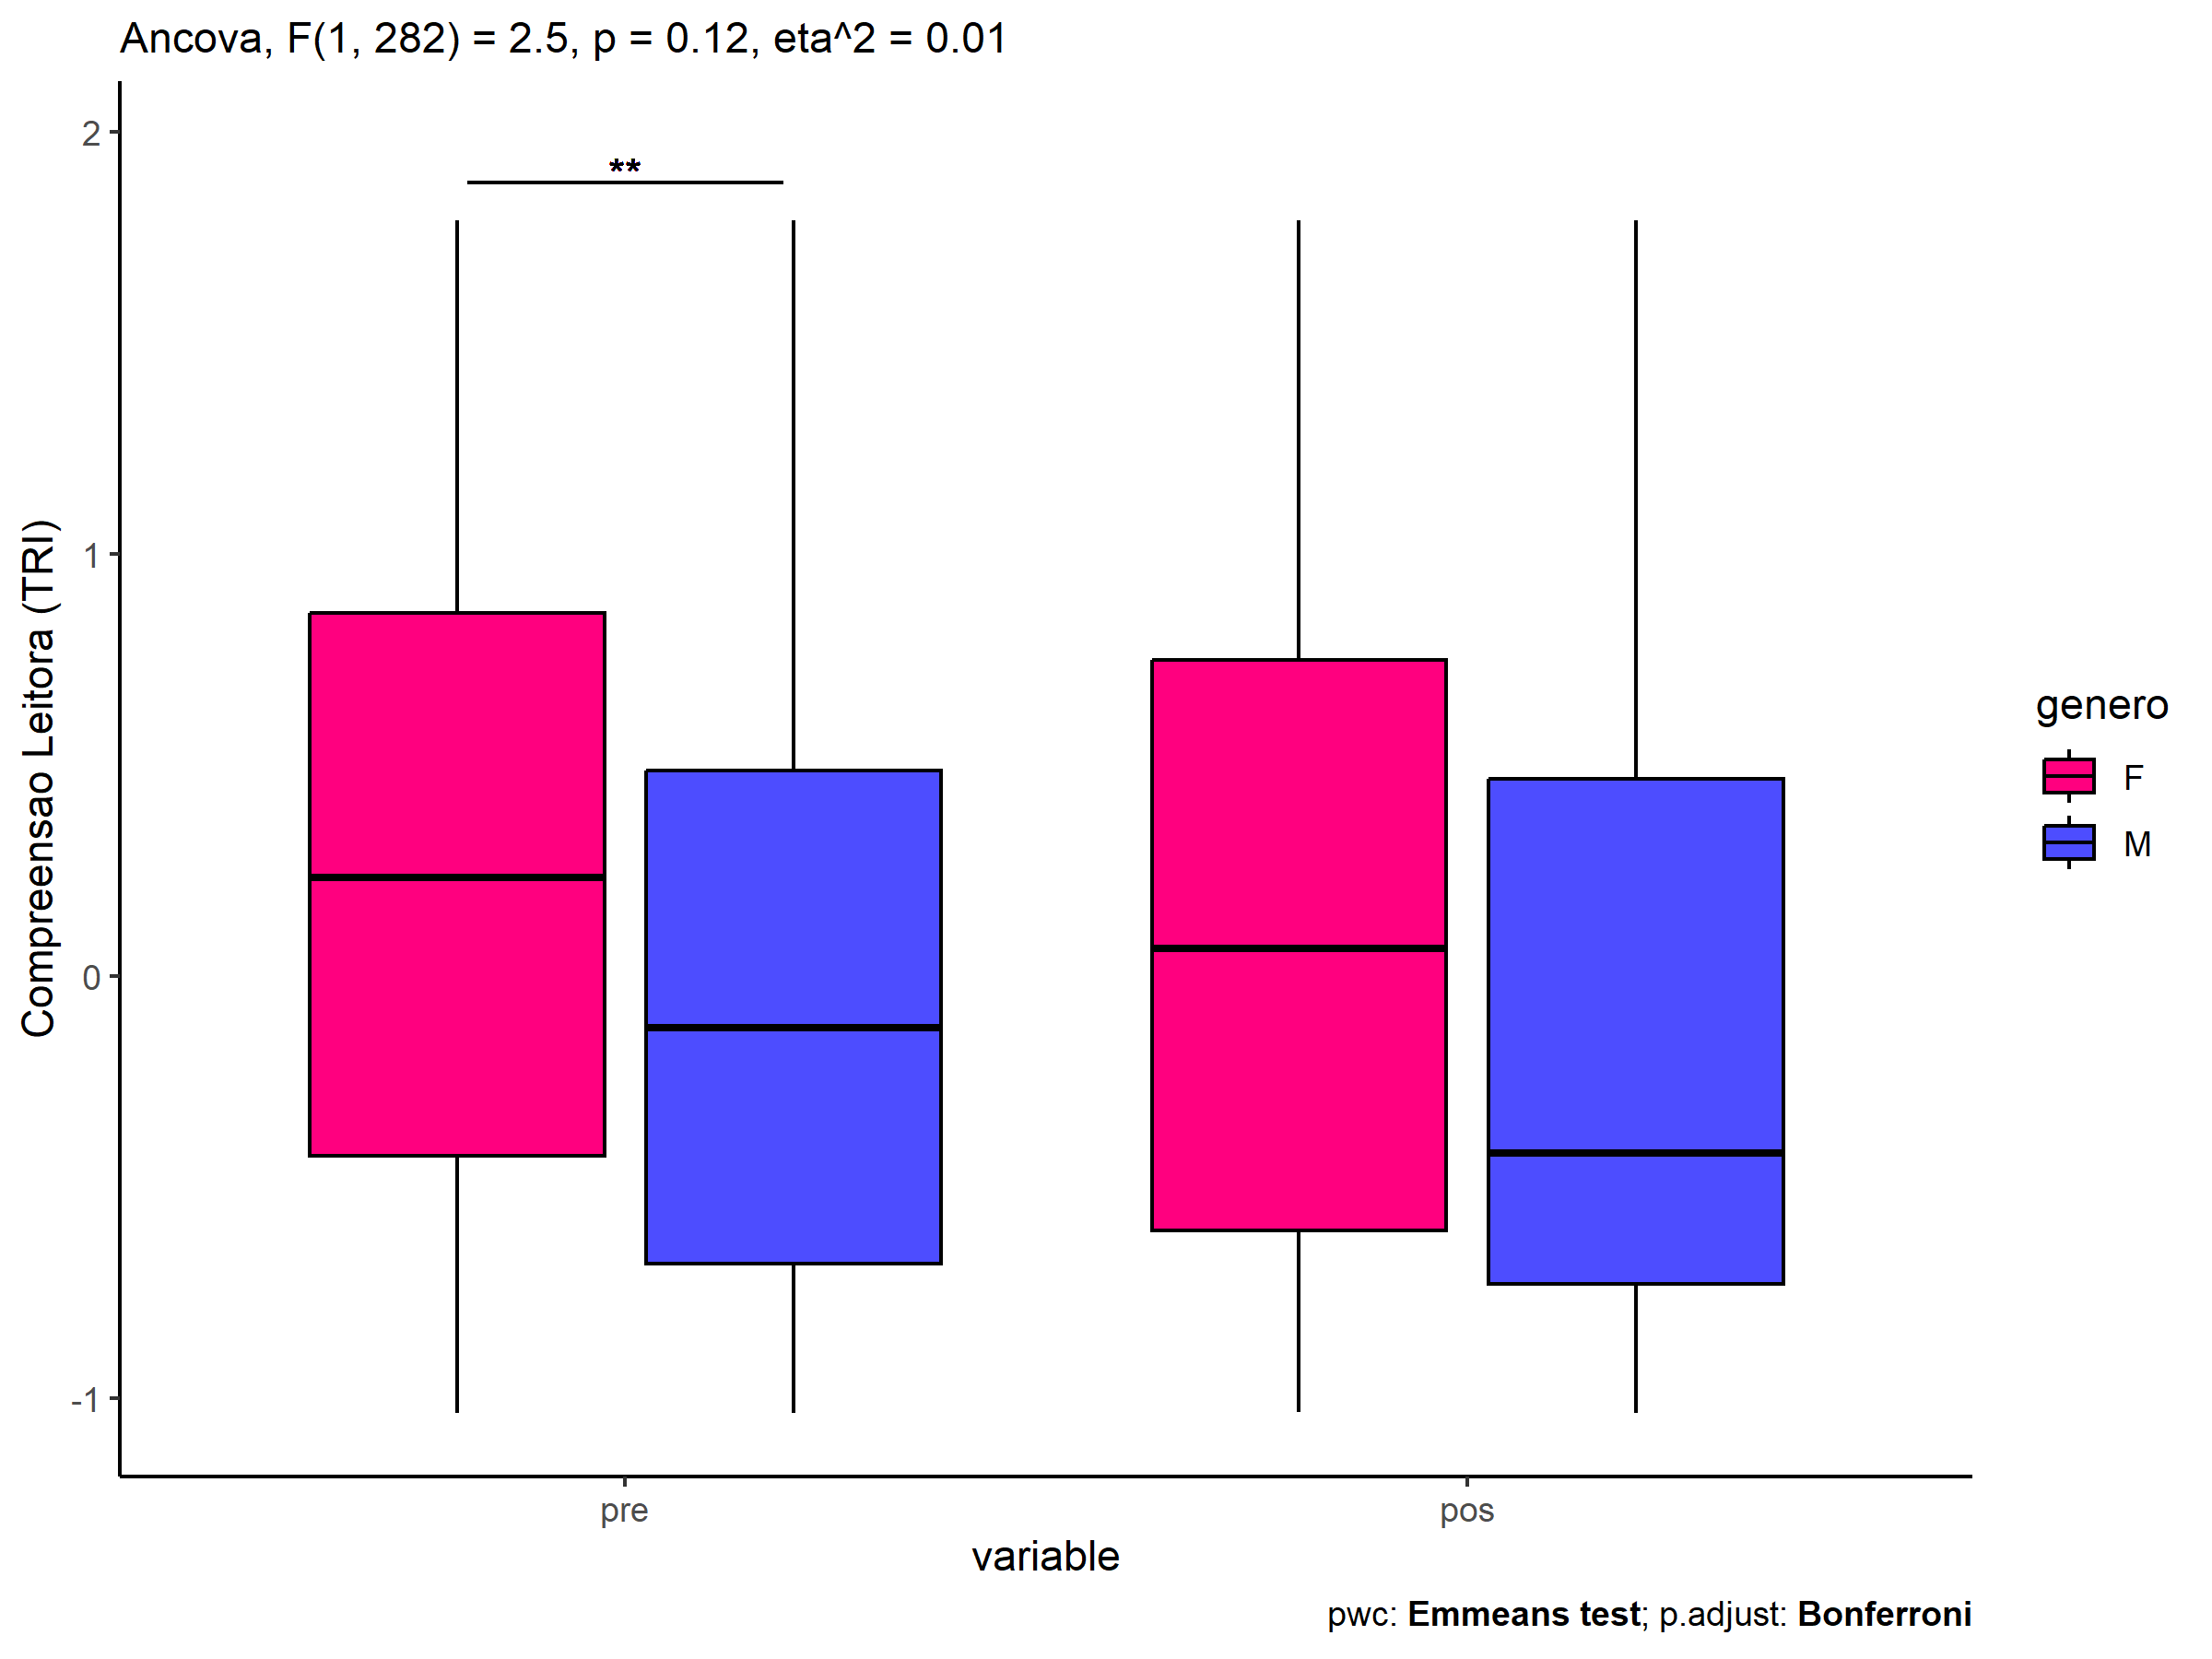 Ancova, F(1, 282) = 2.5, p = 0.12, eta^2 = 0.01
Compreensao Leitora (TRI)
2
1
0
-1
**
pre
pos
variable
genero
F
M
pwc: Emmeans test; p.adjust: Bonferroni